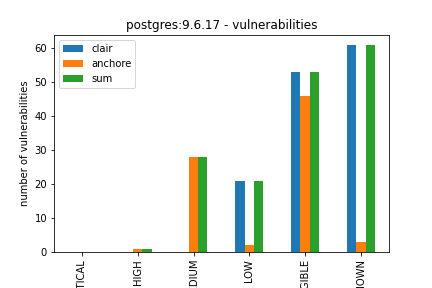 postgres:9.6.17 - vulnerabilities
clair
anchore
sum
number of vulnerabilities
60
50
40
30
20
10
0
TICAL
HIGH
DIUM
LOW
GIBLE
IOWN